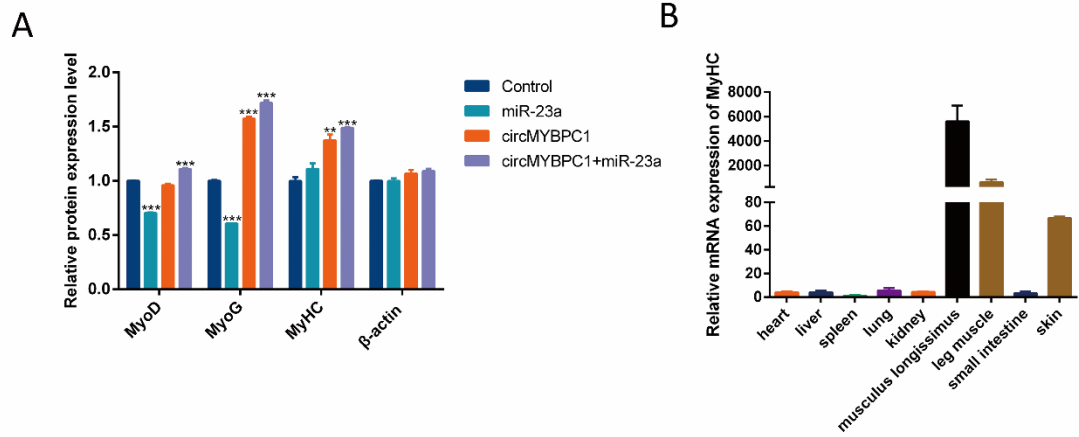 A
Relative protein expression level
2.0
1.5
1.0
0.5
0.0
***
***
***
***
***
**
***
MyoD
MyoG
MyHC
β-actin
Control
miR-23a
circMYBPC1
circMYBPC1+miR-23a
B
Relative mRNA expression of MyHC
8000
6000
4000
2000
80
60
40
20
0
heart
liver
spleen
lung
kidney
musculus longissimus
leg muscle
small intestine
skin